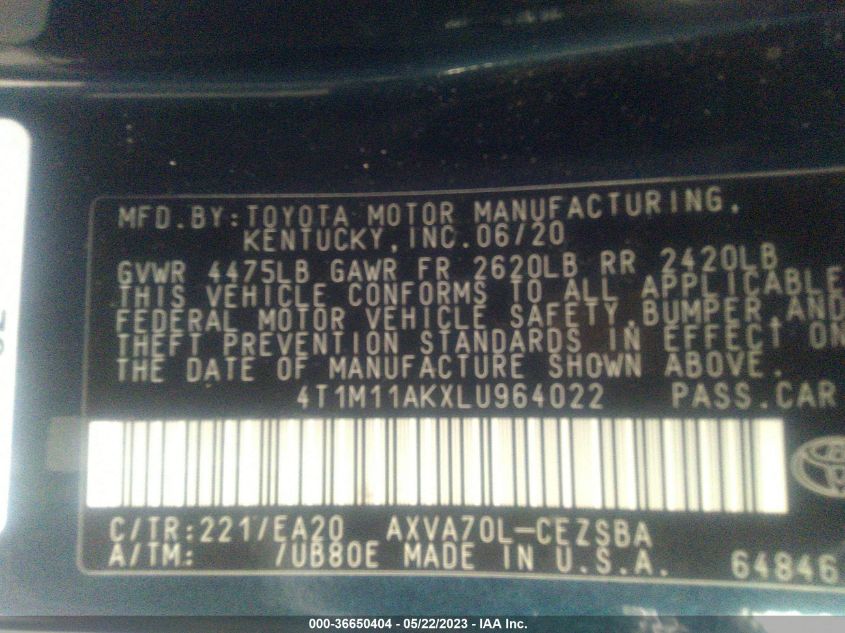 MFD.BY:TOYOTA MOTOR MANUFACTURING,
KENTUCKY,INC.06/20
GVWR 4475LB GAWR FR 2620LB RR 2420LB
THIS VEHICLE CONFORMS TO ALL APPLICABLE
FEDERAL MOTOR VEHICLE SAFETY,BUMPER,AND
THEFT PREVENTION STANDARDS IN EFFECT ON
THE DATE OF MANUFACTURE SHOWN ABOVE.
4T1M11AKXLU964022 PASS.CAR
C/TR:221/EA20 AXVA70L-CEZSBA
A/TM: /UB80E MADE IN U.S.A. 64846
000-36650404 - 05/22/2023 - IAA Inc.